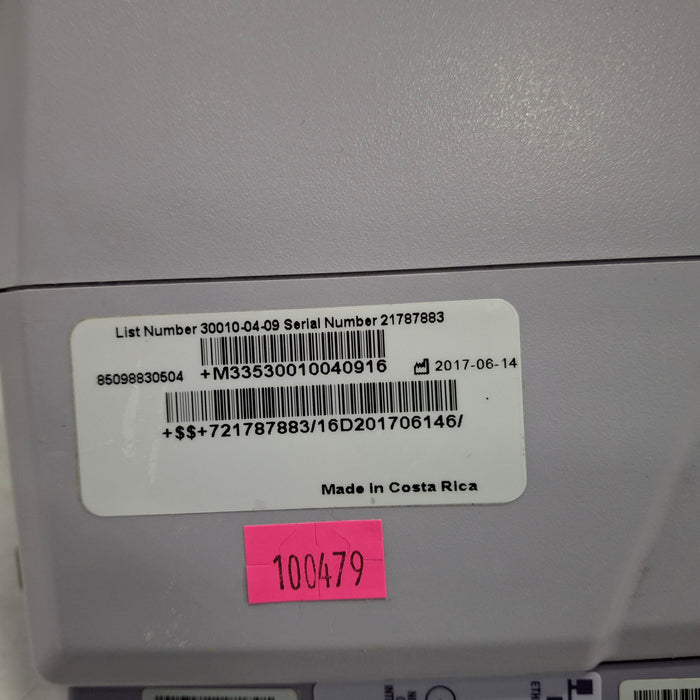 List Number 30010-04-09 Serial Number 21787883
85098830504 +M33530010040916 2017-06-14
+$$+721787883/16D201706146/
Made in Costa Rica
100479